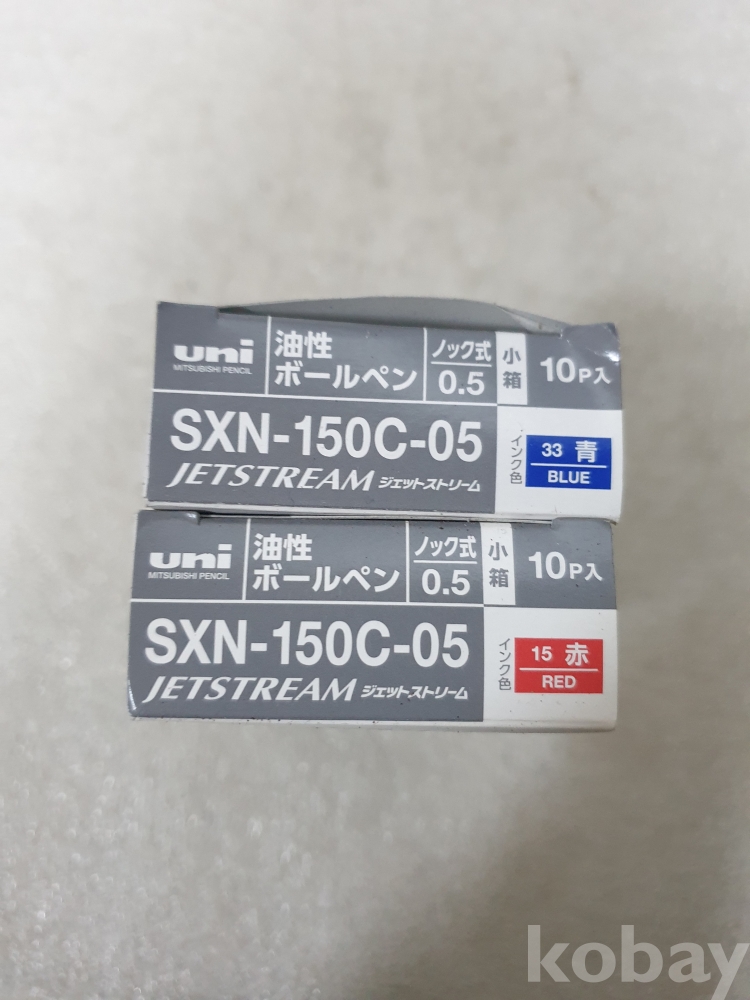 uni
MITSUBISHI PENCIL
油性
ボールペン
ノック式
0.5
小箱
10P入
SXN-150C-05
JETSTREAM ジェットストリーム
インク色
33 青
BLUE
uni
MITSUBISHI PENCIL
油性
ボールペン
ノック式
0.5
小箱
10P入
SXN-150C-05
JETSTREAM ジェットストリーム
インク色
15 赤
RED
kobay